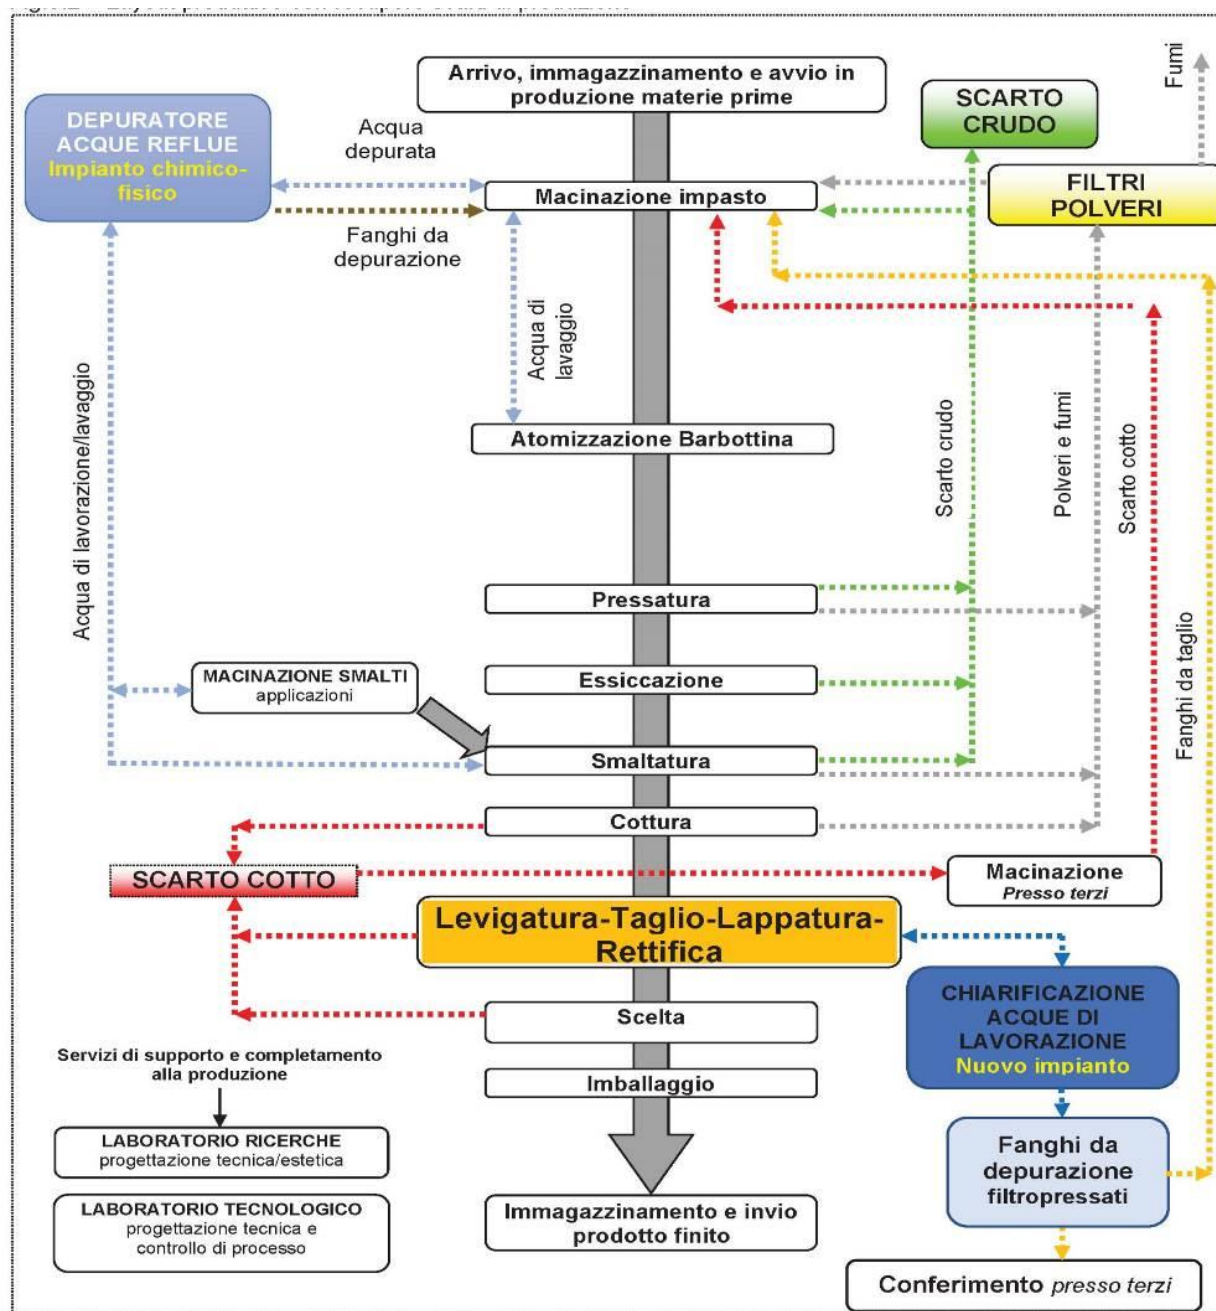 Arrivo, immagazzinamento e avvio in
produzione materie prime
Fumi
SCARTO
CRUDO
DEPURATORE
ACQUE REFLUE
Impianto chimico-
fisico
Acqua
depurata
Macinazione impasto
FILTRI
POLVERI
Fanghi da
depurazione
Acqua di
lavaggio
Atomizzazione Barbottina
Acqua di lavorazione/lavaggio
Scarto crudo
Polveri e fumi
Scarto cotto
Fanghi da taglio
Pressatura
MACINAZIONE SMALTI
applicazioni
Essiccazione
Smaltatura
Cottura
SCARTO COTTO
Macinazione
Presso terzi
Levigatura-Taglio-Lappatura-
Rettifica
CHIARIFICAZIONE
ACQUE DI
LAVORAZIONE
Nuovo impianto
Scelta
Servizi di supporto e completamento
alla produzione
Imballaggio
LABORATORIO RICERCHE
progettazione tecnica/estetica
Fanghi da
depurazione
filtropressati
LABORATORIO TECNOLOGICO
progettazione tecnica e
controllo di processo
Immagazzinamento e invio
prodotto finito
Conferimento presso terzi